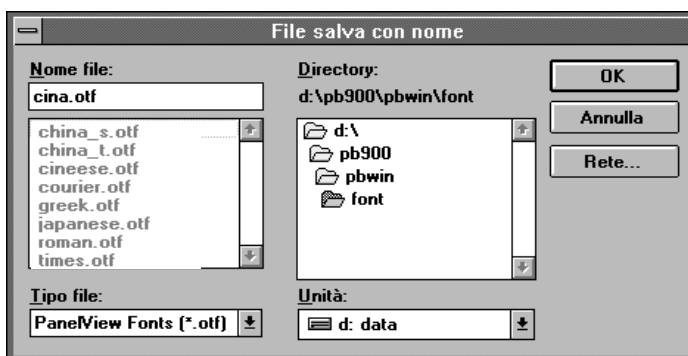 File salva con nome
Nome file:
cina.otf
china_s.otf
china_t.otf
cineese.otf
courier.otf
greek.otf
japanese.otf
roman.otf
times.otf
Tipo file:
PanelView Fonts (*.otf)
Directory:
d:\pb900\pbwin\font
d:\
pb900
pbwin
font
Unità:
d: data
OK
Annulla
Rete...